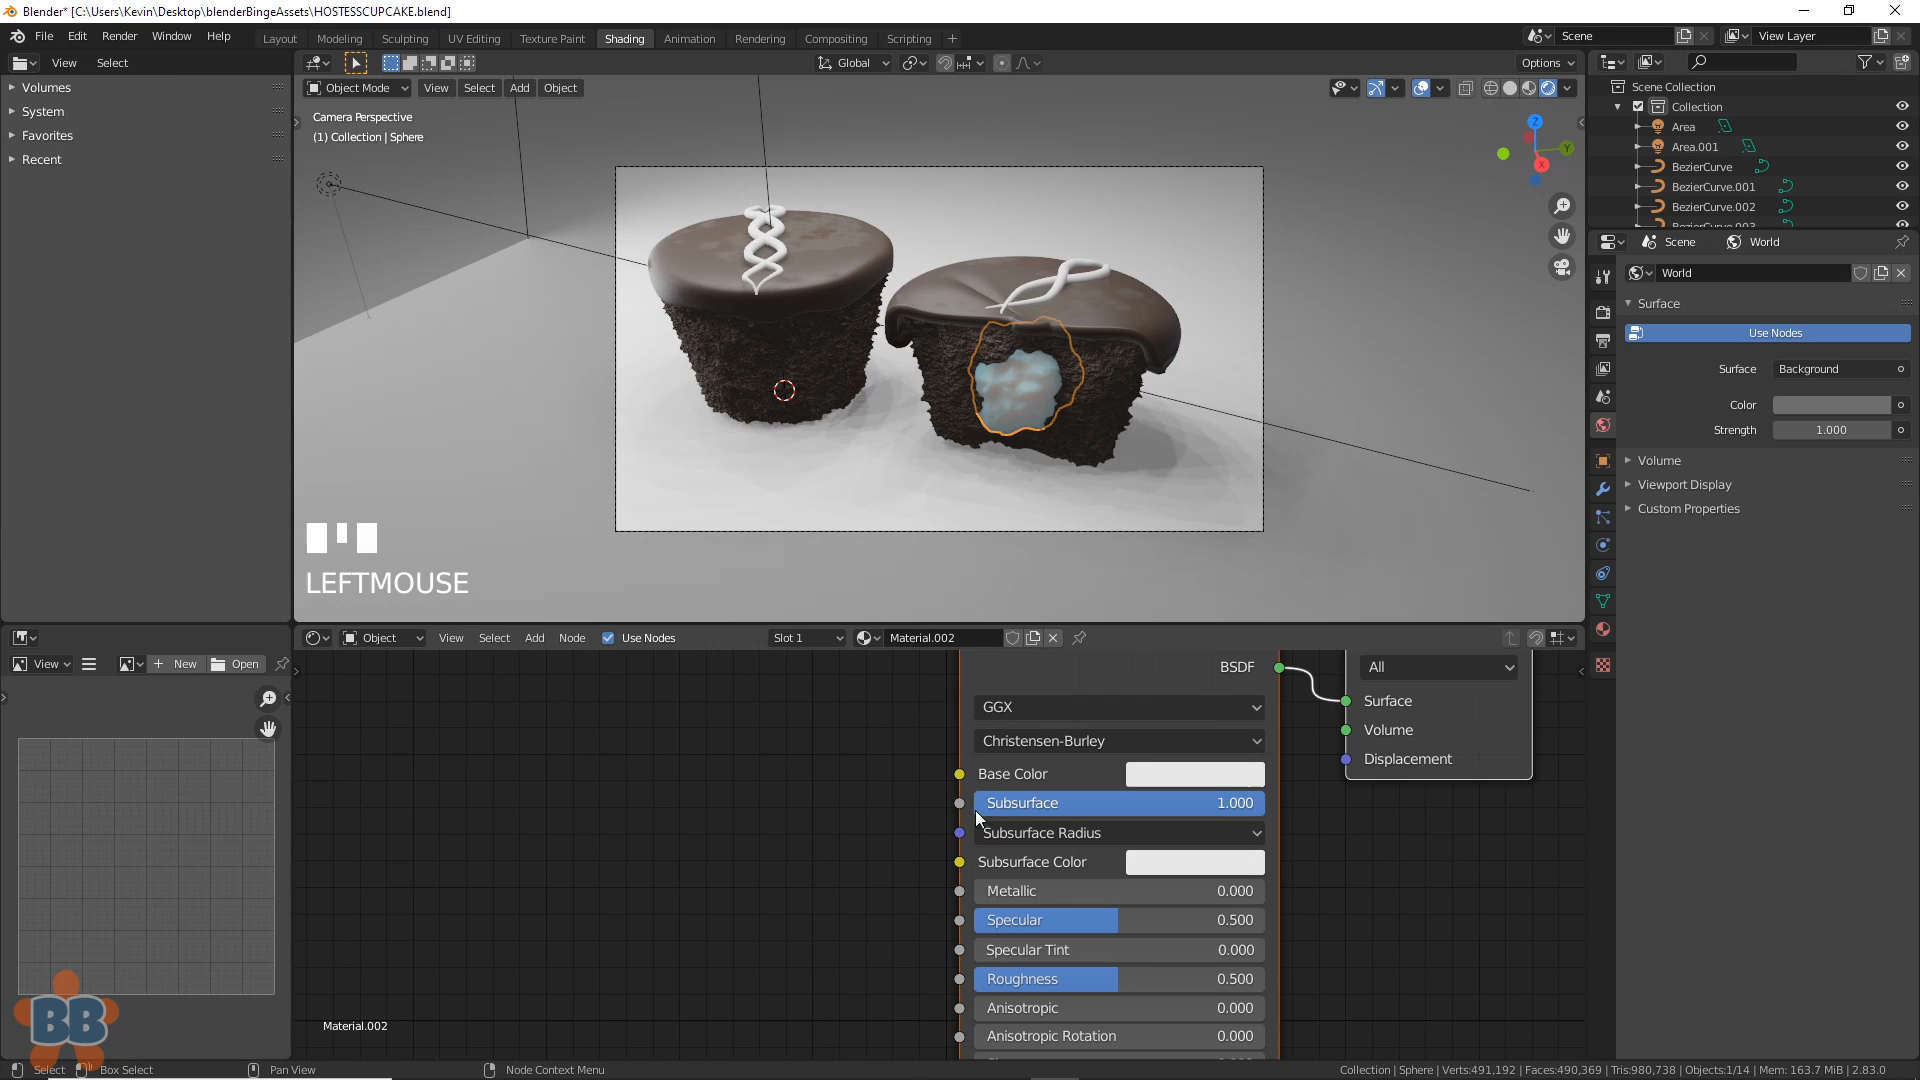 Blender* [C:\Users\Kevin\Desktop\blenderBingeAssets\HOSTESSCUPCAKE.blend]
File Edit Render Window Help
Layout Modeling Sculpting UV Editing Texture Paint Shading Animation Rendering Compositing Scripting +
Scene
View Layer
View Select
Global
Options
Volumes
System
Favorites
Recent
Object Mode View Select Add Object
Camera Perspective
(1) Collection | Sphere
Z
Y
X
LEFTMOUSE
Scene Collection
Collection
Area
Area.001
BezierCurve
BezierCurve.001
BezierCurve.002
BezierCurve.003
Scene World
World
Surface
Use Nodes
Surface Background
Color
Strength 1.000
Volume
Viewport Display
Custom Properties
View New Open
Object View Select Add Node Use Nodes Slot 1 Material.002
BSDF
GGX
Christensen-Burley
Base Color
Subsurface 1.000
Subsurface Radius
Subsurface Color
Metallic 0.000
Specular 0.500
Specular Tint 0.000
Roughness 0.500
Anisotropic 0.000
Anisotropic Rotation 0.000
All
Surface
Volume
Displacement
Material.002
BB
Select Box Select Pan View Node Context Menu
Collection | Sphere | Verts:491,192 | Faces:490,369 | Tris:980,738 | Objects:1/14 | Mem: 163.7 MiB | 2.83.0